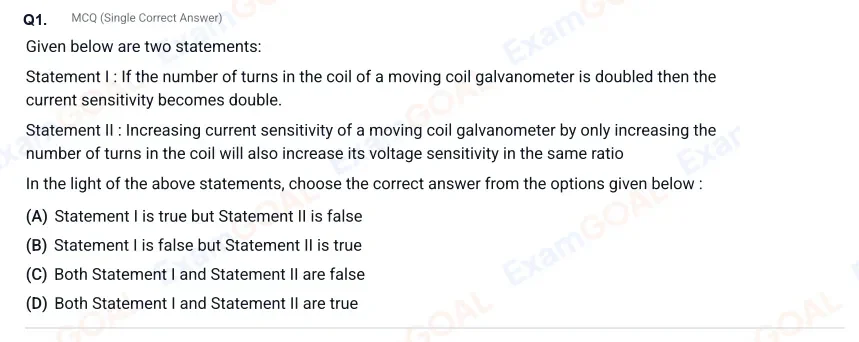 Q1. MCQ (Single Correct Answer)
Given below are two statements:
Statement I : If the number of turns in the coil of a moving coil galvanometer is doubled then the
current sensitivity becomes double.
Statement II : Increasing current sensitivity of a moving coil galvanometer by only increasing the
number of turns in the coil will also increase its voltage sensitivity in the same ratio
In the light of the above statements, choose the correct answer from the options given below :
(A) Statement I is true but Statement II is false
(B) Statement I is false but Statement II is true
(C) Both Statement I and Statement II are false
(D) Both Statement I and Statement II are true